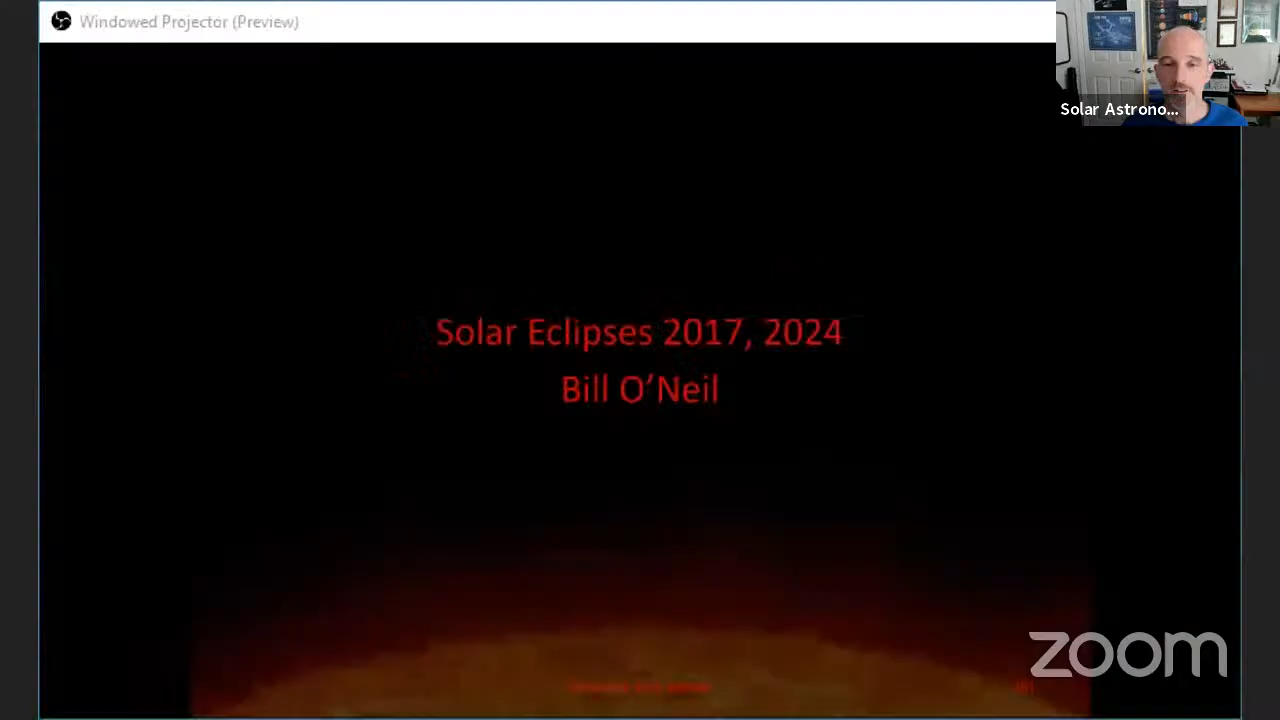 Windowed Projector (Preview)
Solar Astrono...
Solar Eclipses 2017, 2024
Bill O’Neil
zoom